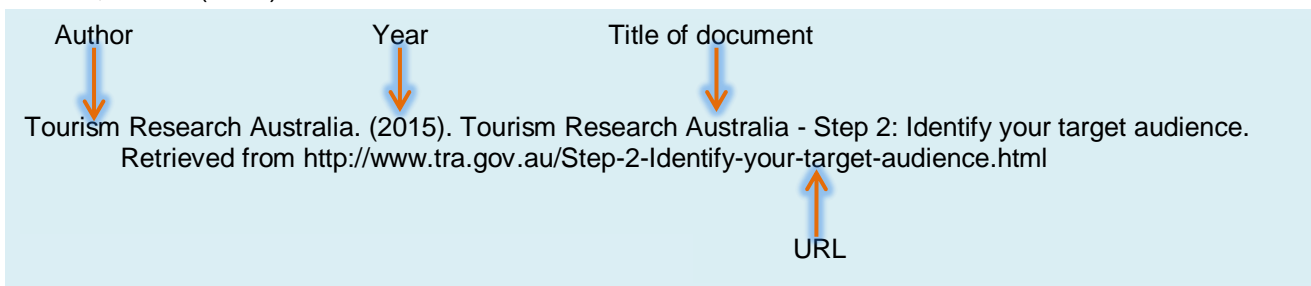 Author Year Title of document
Tourism Research Australia. (2015). Tourism Research Australia - Step 2: Identify your target audience.
Retrieved from http://www.tra.gov.au/Step-2-Identify-your-target-audience.html
URL